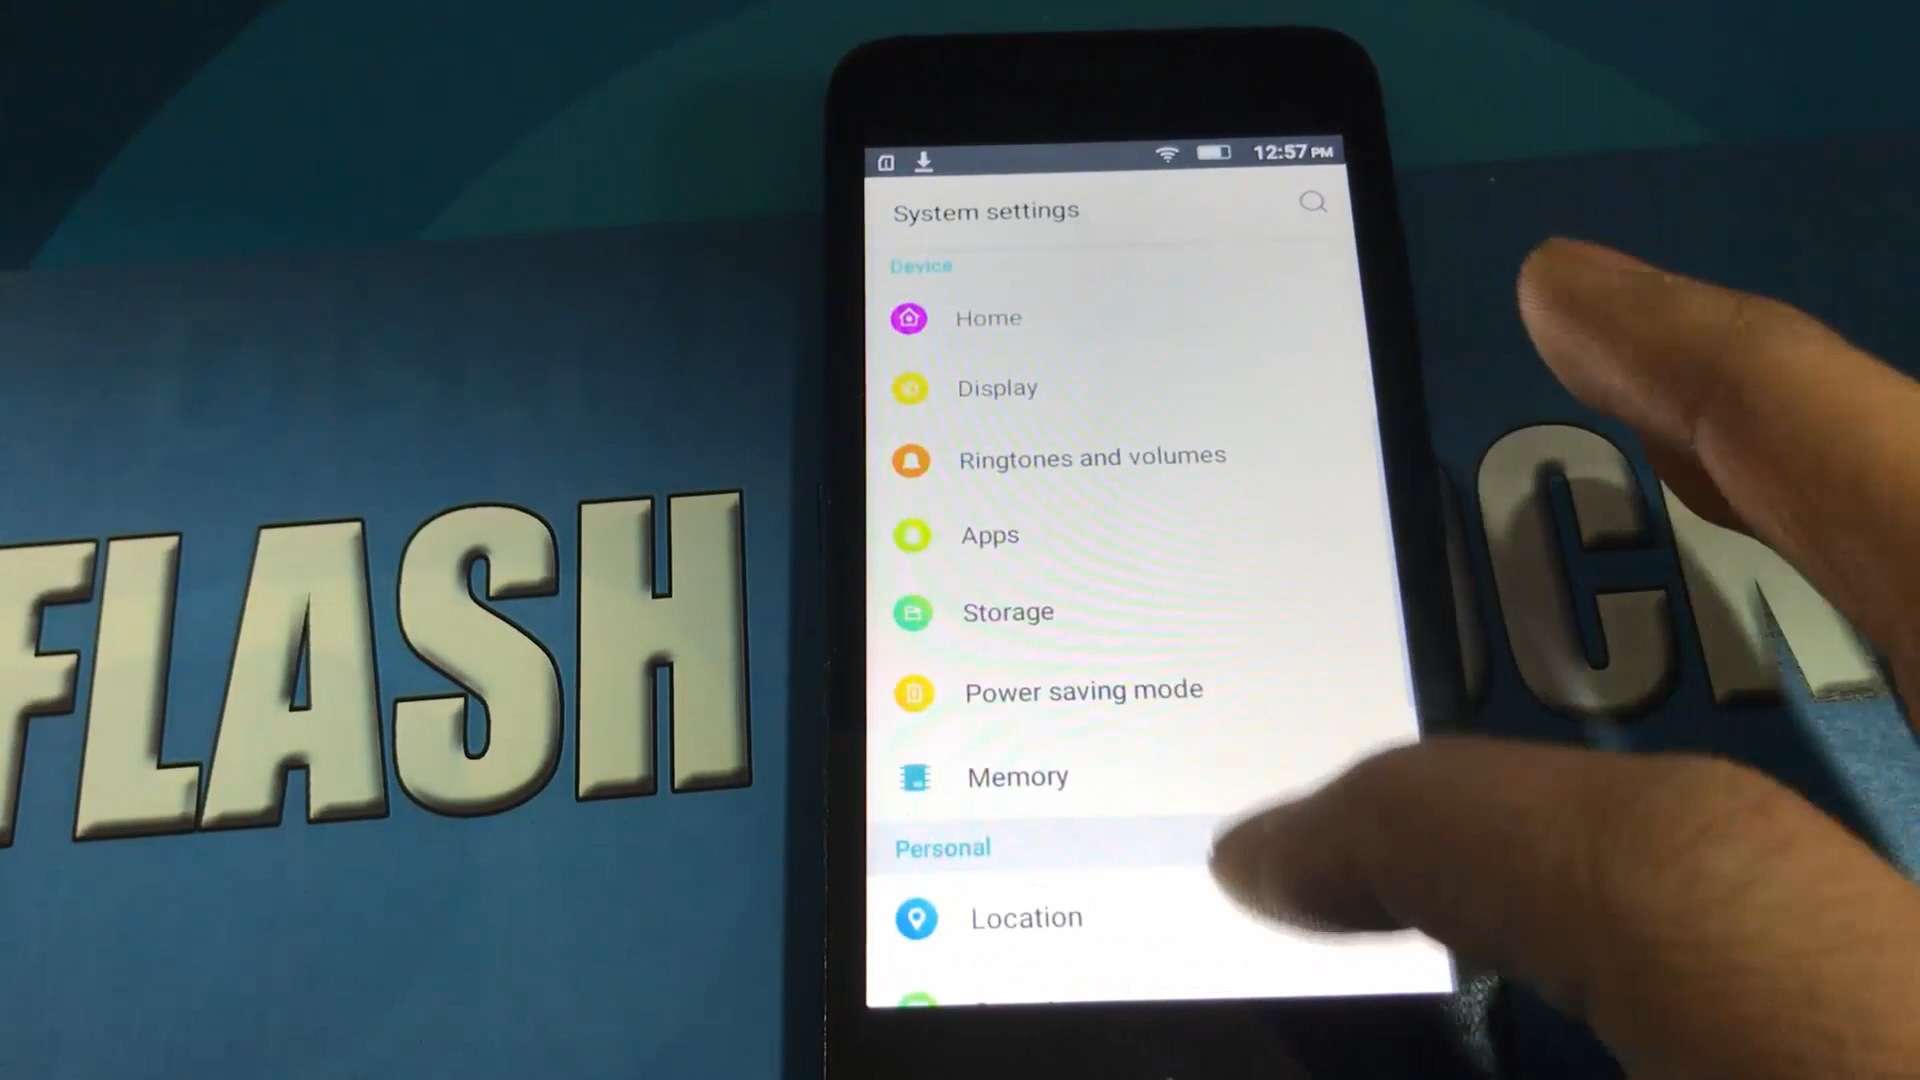 12:57 PM
System settings
Device
Home
Display
Ringtones and volumes
Apps
Storage
Power saving mode
Memory
Personal
Location
FLASH